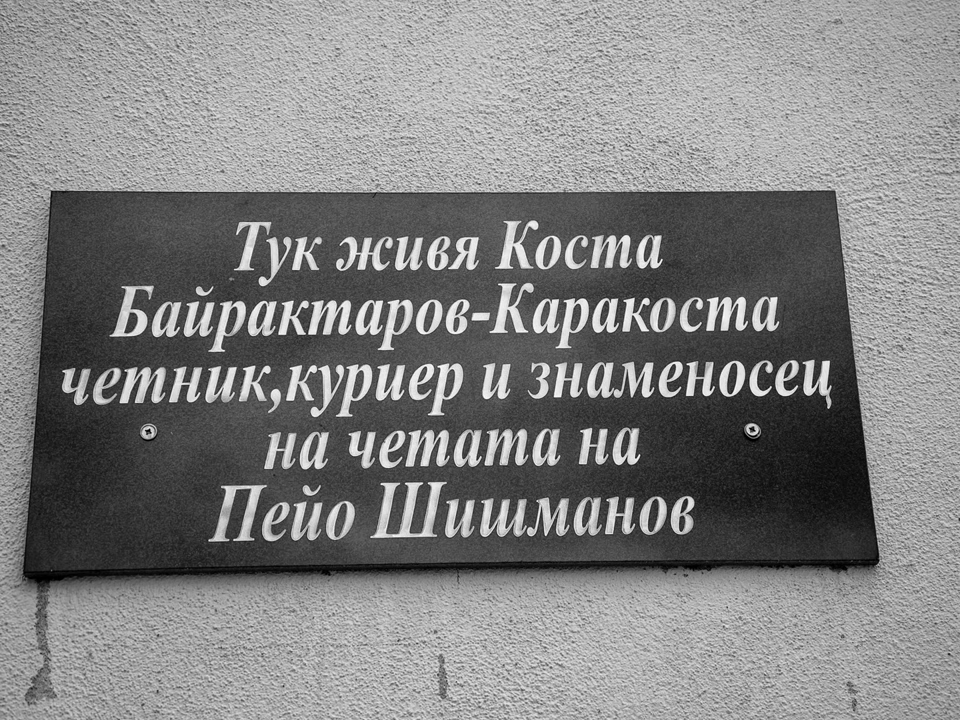 Тук живя Коста
Байрактаров-Каракоста
четник,куриер и знаменосец
на четата на
Пейо Шишманов